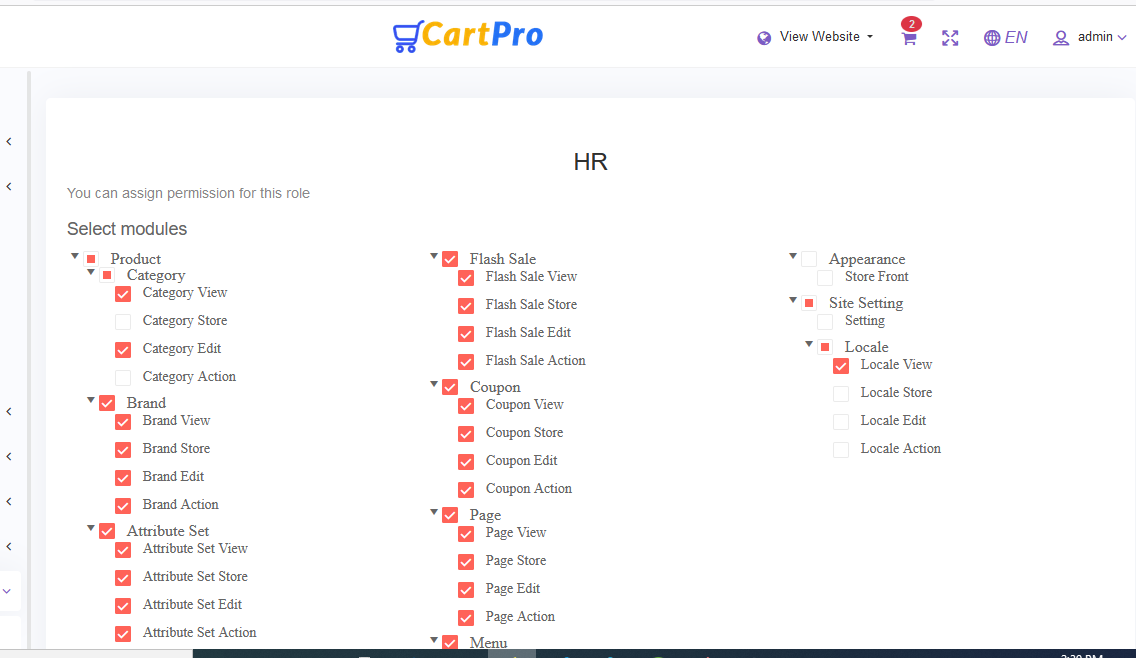 CartPro
View Website
2
EN
admin
HR
You can assign permission for this role
Select modules
Product
Category
Category View
Category Store
Category Edit
Category Action
Brand
Brand View
Brand Store
Brand Edit
Brand Action
Attribute Set
Attribute Set View
Attribute Set Store
Attribute Set Edit
Attribute Set Action
Flash Sale
Flash Sale View
Flash Sale Store
Flash Sale Edit
Flash Sale Action
Coupon
Coupon View
Coupon Store
Coupon Edit
Coupon Action
Page
Page View
Page Store
Page Edit
Page Action
Menu
Appearance
Store Front
Site Setting
Setting
Locale
Locale View
Locale Store
Locale Edit
Locale Action